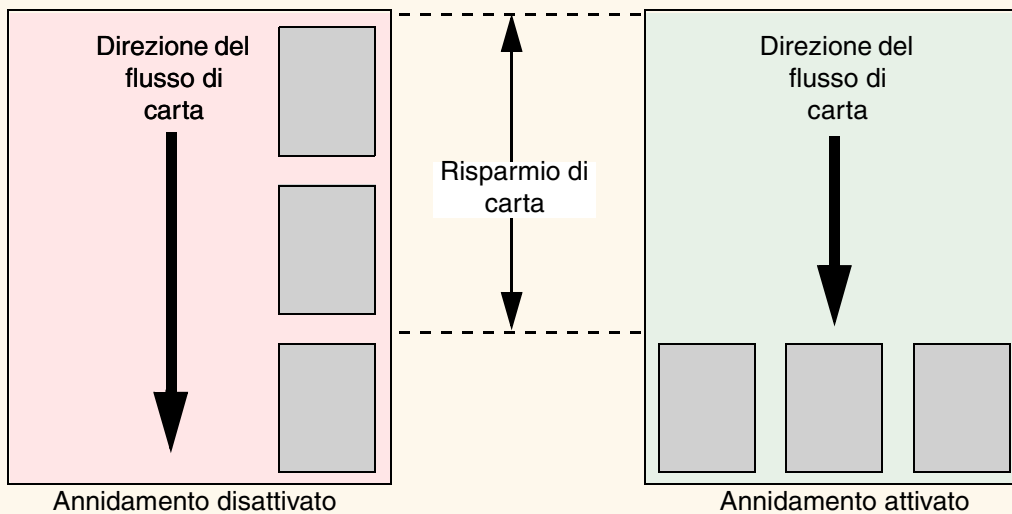 Direzione del
flusso di
carta
Risparmio di
carta
Direzione del
flusso di
carta
Annidamento disattivato
Annidamento attivato